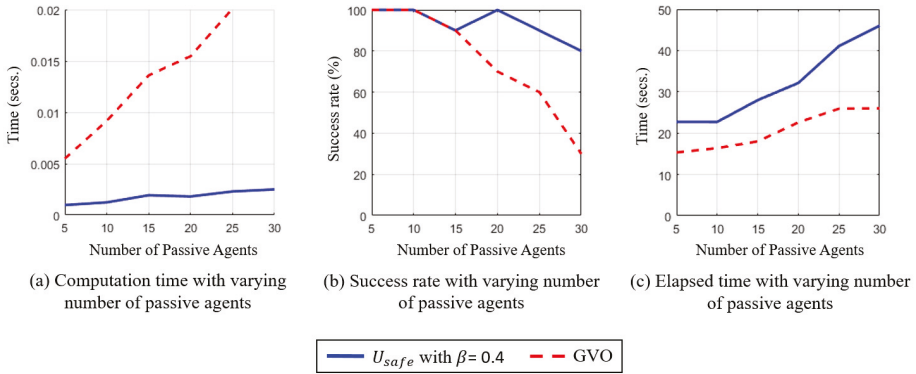 0.02
0.015
0.01
0.005
0
Time (secs.)
5 10 15 20 25 30
Number of Passive Agents
(a) Computation time with varying
number of passive agents
100
80
60
40
20
0
Success rate (%)
5 10 15 20 25 30
Number of Passive Agents
(b) Success rate with varying number
of passive agents
50
40
30
20
10
0
Time (secs.)
5 10 15 20 25 30
Number of Passive Agents
(c) Elapsed time with varying number
of passive agents
U_safe with β= 0.4 GVO